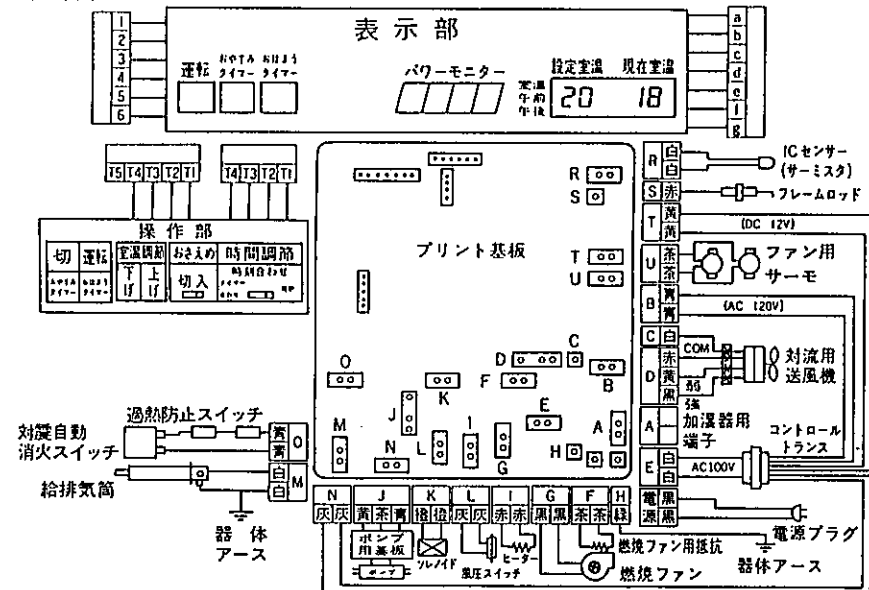 表示部
1
2
3
4
5
6
運転 おやすみタイマー おはようタイマー
パワーモニター
設定室温 現在室温
室温
午前
午後
20 18
a
b
c
d
e
f
g
T5 T4 T3 T2 T1
T4 T3 T2 T1
操作部
切 運転 室温調節 おさえめ 時間調節
おやすみタイマー おはようタイマー 下げ 上げ 切入 時刻合わせ
タイマー
プリント基板
R
S
T
U
C
D
B
O
K
F
E
J
M
L
I
A
N
G
H
R 白 白 ICセンサー
(サーミスタ)
S 赤 フレームロッド
T 黄 黄 (DC 12V)
U 茶 茶 ファン用
サーモ
B 青 青 (AC 120V)
C 白 COM
D 赤 黄 黒 弱 強 対流用
送風機
A 加湿器用
端子
コントロール
トランス
E 白 白 AC100V
電源 黒 黒 電源プラグ
過熱防止スイッチ
対震自動
消火スイッチ
青 青 O
給排気筒
白 白 M
器体
アース
N J K L I G F H
灰 灰 黄 茶 青 橙 橙 灰 灰 赤 赤 黒 黒 茶 茶 緑
ポンプ
用基板
ポンプ
ソレノイド
風圧スイッチ
ヒーター
燃焼ファン用抵抗
燃焼ファン
器体アース